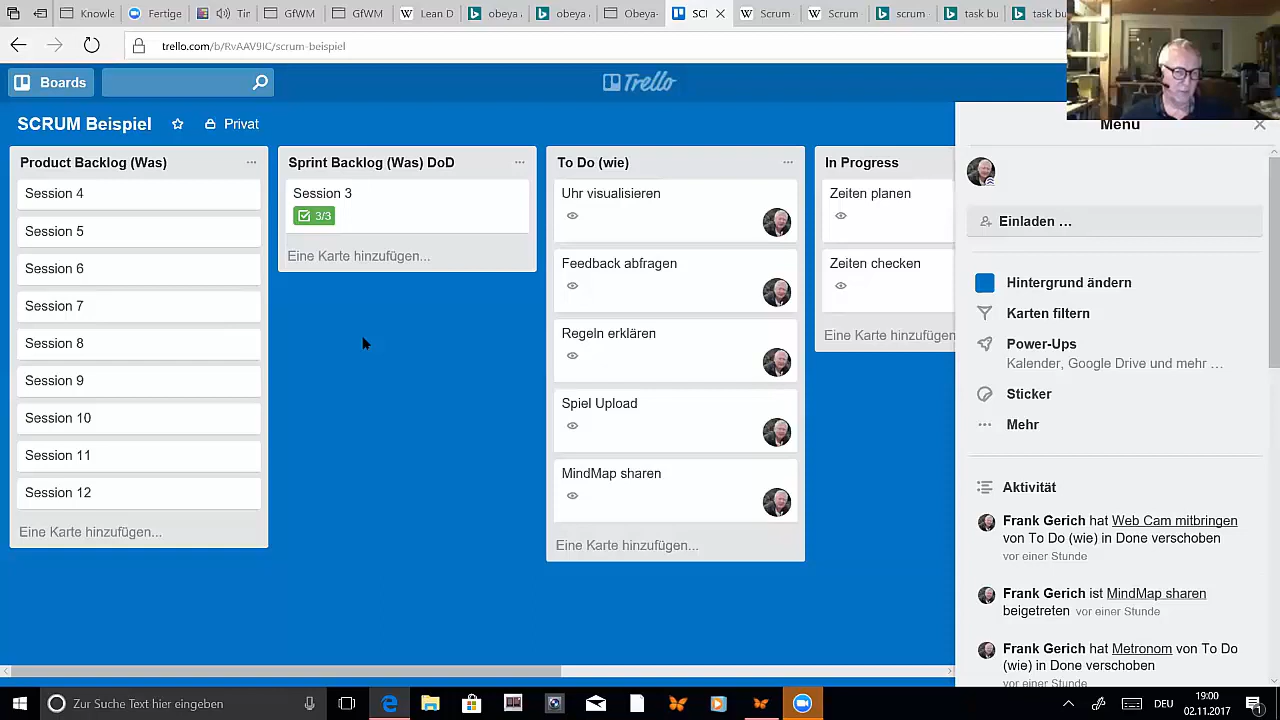 Knowle
Fertige
Tin
GfWM
GfWM
Lean D
obeya
obeya
Obeya-
SC
Scrum
Scrum
scrum
task bu
task bu
trello.com/b/RvAAV9IC/scrum-beispiel
Boards
Trello
SCRUM Beispiel
Privat
Menü
Product Backlog (Was)
Session 4
Session 5
Session 6
Session 7
Session 8
Session 9
Session 10
Session 11
Session 12
Eine Karte hinzufügen...
Sprint Backlog (Was) DoD
Session 3
3/3
Eine Karte hinzufügen...
To Do (wie)
Uhr visualisieren
Feedback abfragen
Regeln erklären
Spiel Upload
MindMap sharen
Eine Karte hinzufügen...
In Progress
Zeiten planen
Zeiten checken
Eine Karte hinzufügen
Einladen ...
Hintergrund ändern
Karten filtern
Power-Ups
Kalender, Google Drive und mehr ...
Sticker
Mehr
Aktivität
Frank Gerich hat Web Cam mitbringen
von To Do (wie) in Done verschoben
vor einer Stunde
Frank Gerich ist MindMap sharen
beigetreten vor einer Stunde
Frank Gerich hat Metronom von To Do
(wie) in Done verschoben
vor einer Stunde
Zur Suche Text hier eingeben
DEU
19:00
02.11.2017
1